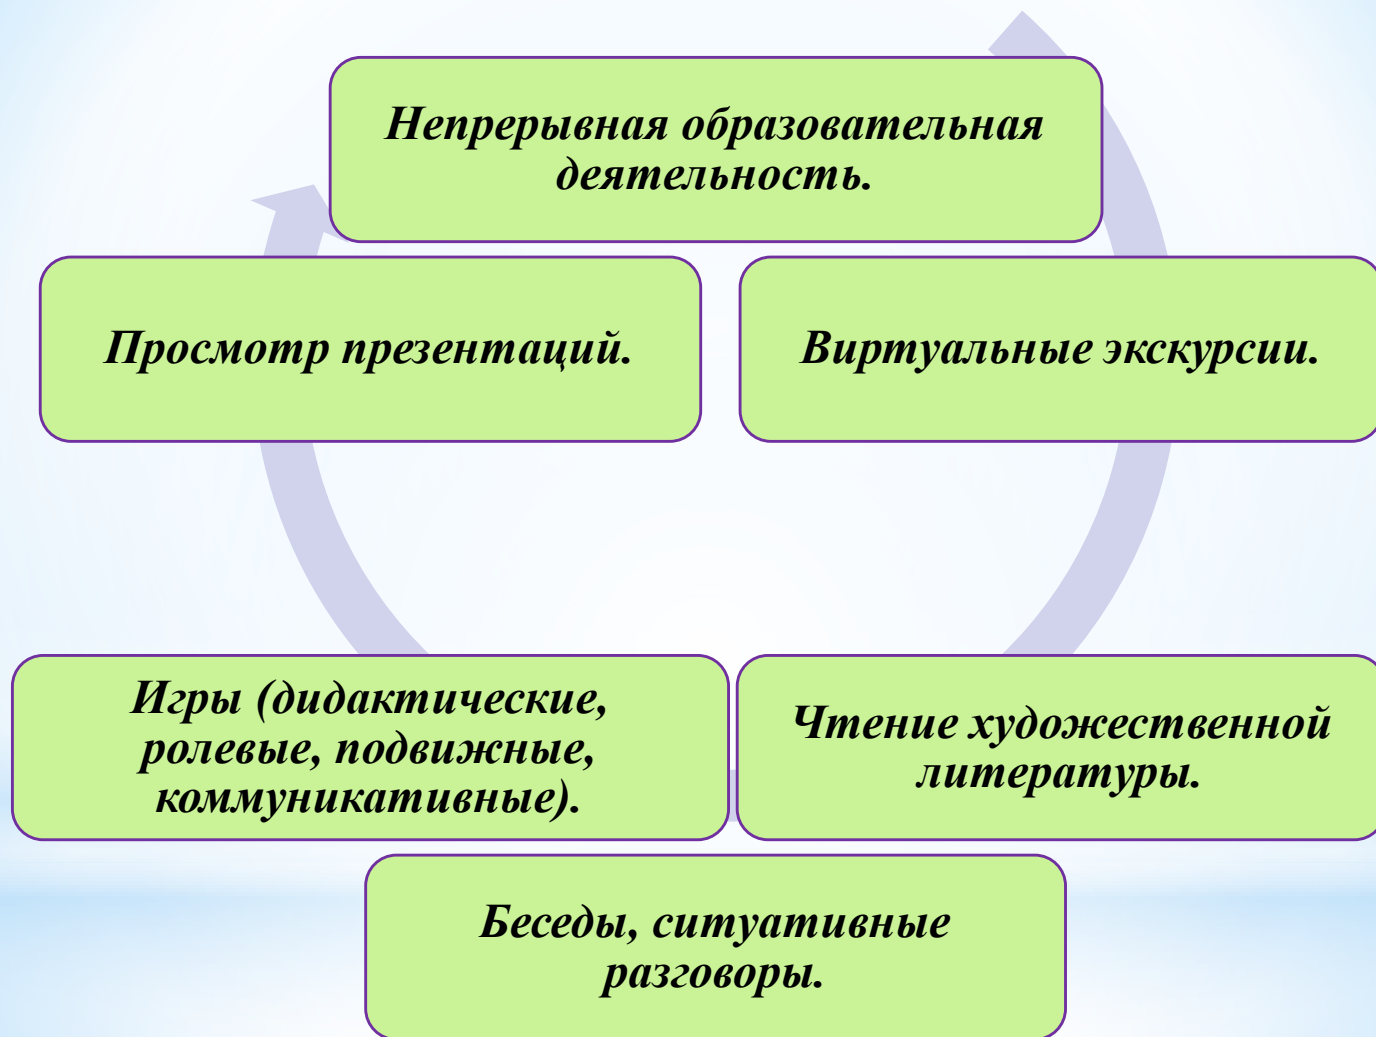 Непрерывная образовательная
деятельность.
Просмотр презентаций.
Виртуальные экскурсии.
Игры (дидактические,
ролевые, подвижные,
коммуникативные).
Чтение художественной
литературы.
Беседы, ситуативные
разговоры.